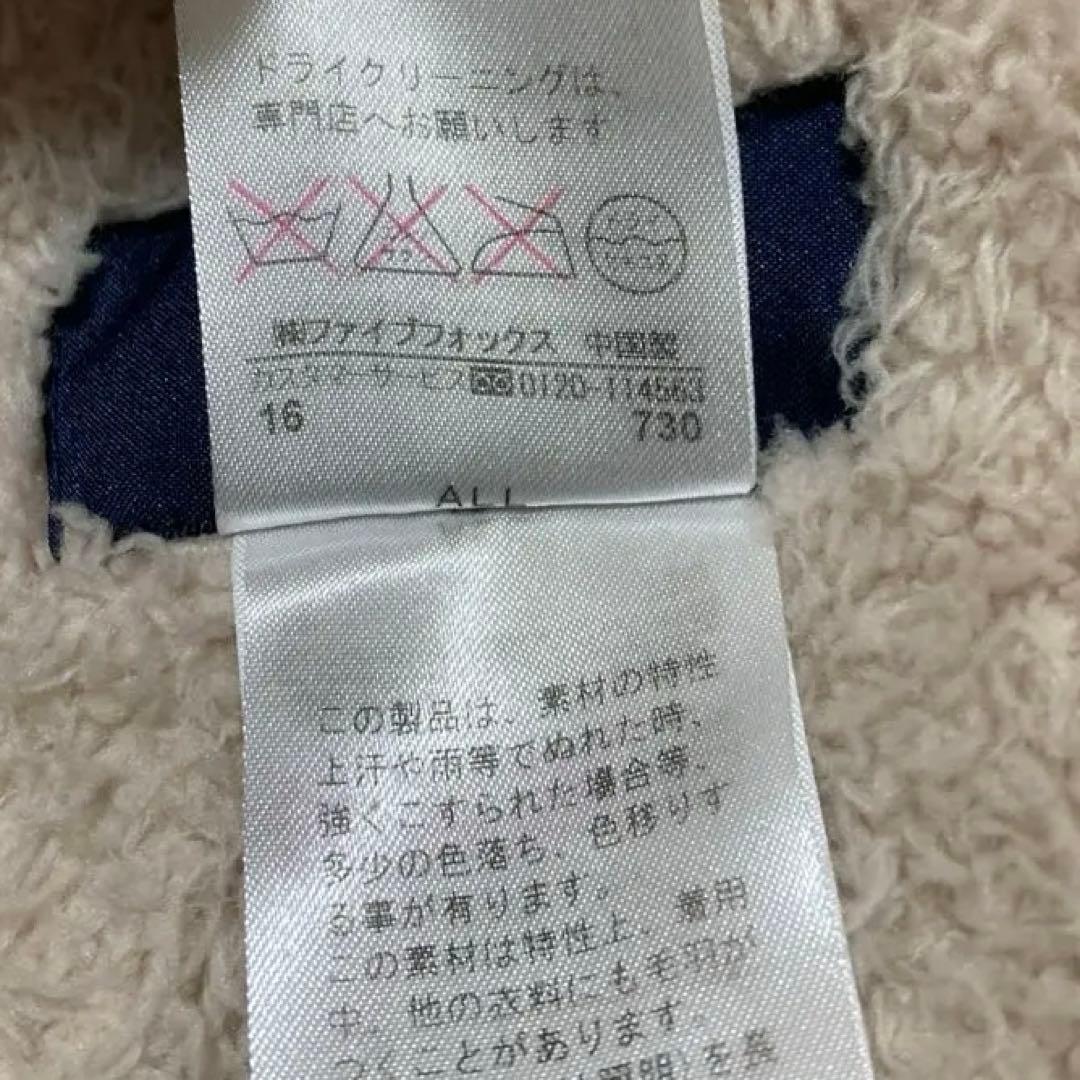 ドライクリーニングは、
専門店へお願いします
㈱ファイブフォックス 中国製
カスタマーサービス 0120-114563
16 730
ALL
この製品は、素材の特性
上汗や雨等でぬれた時、
強くこすられた場合等、
多少の色落ち、色移りす
る事が有ります。
この素材は特性上、着用
中、他の衣料にも毛羽が
つくことがあります。
照明)を長